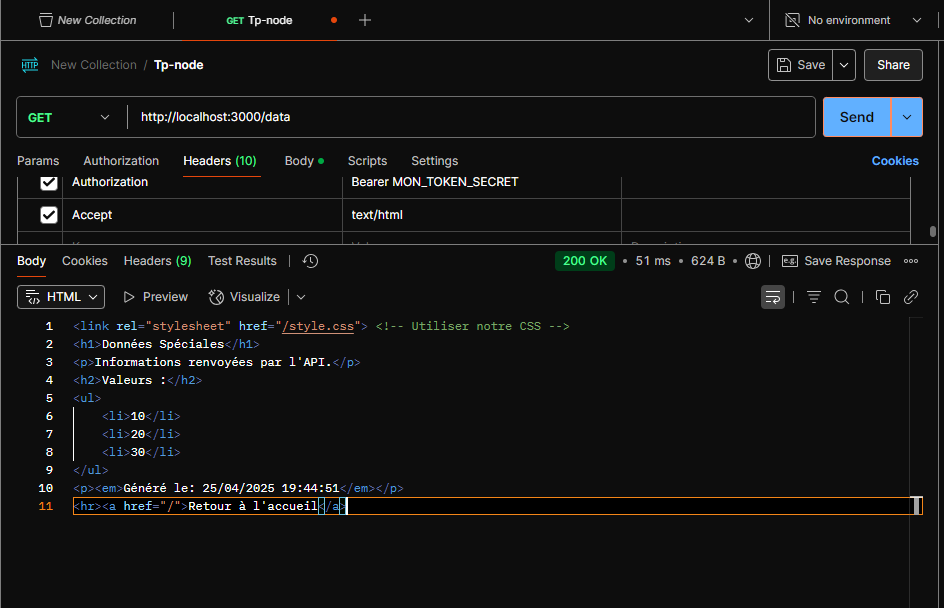 New Collection GET Tp-node No environment
HTTP New Collection / Tp-node Save Share
GET http://localhost:3000/data Send
Params Authorization Headers (10) Body Scripts Settings Cookies
Authorization Bearer MON_TOKEN_SECRET
Accept text/html
Body Cookies Headers (9) Test Results 200 OK • 51 ms • 624 B • e.g. Save Response
HTML Preview Visualize
1 <link rel="stylesheet" href="/style.css"> <!-- Utiliser notre CSS -->
2 <h1>Données Spéciales</h1>
3 <p>Informations renvoyées par l'API.</p>
4 <h2>Valeurs :</h2>
5 <ul>
6 <li>10</li>
7 <li>20</li>
8 <li>30</li>
9 </ul>
10 <p><em>Généré le: 25/04/2025 19:44:51</em></p>
11 <hr><a href="/">Retour à l'accueil</a>